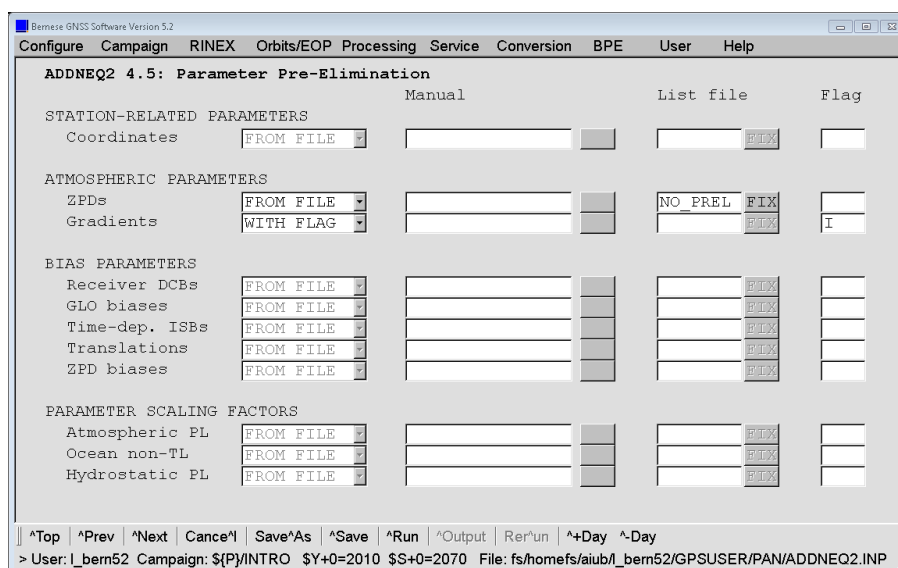 Bernese GNSS Software Version 5.2
Configure Campaign RINEX Orbits/EOP Processing Service Conversion BPE User Help
ADDNEQ2 4.5: Parameter Pre-Elimination
Manual List file Flag
STATION-RELATED PARAMETERS
Coordinates FROM FILE FIX
ATMOSPHERIC PARAMETERS
ZPDs FROM FILE NO_PREL FIX
Gradients WITH FLAG FIX I
BIAS PARAMETERS
Receiver DCBs FROM FILE FIX
GLO biases FROM FILE FIX
Time-dep. ISBs FROM FILE FIX
Translations FROM FILE FIX
ZPD biases FROM FILE FIX
PARAMETER SCALING FACTORS
Atmospheric PL FROM FILE FIX
Ocean non-TL FROM FILE FIX
Hydrostatic PL FROM FILE FIX
^Top ^Prev ^Next Cance^l Save^As ^Save ^Run ^Output Rer^un ^+Day ^-Day
> User: l_bern52 Campaign: ${P}/INTRO $Y+0=2010 $S+0=2070 File: fs/homefs/aiub/l_bern52/GPSUSER/PAN/ADDNEQ2.INP